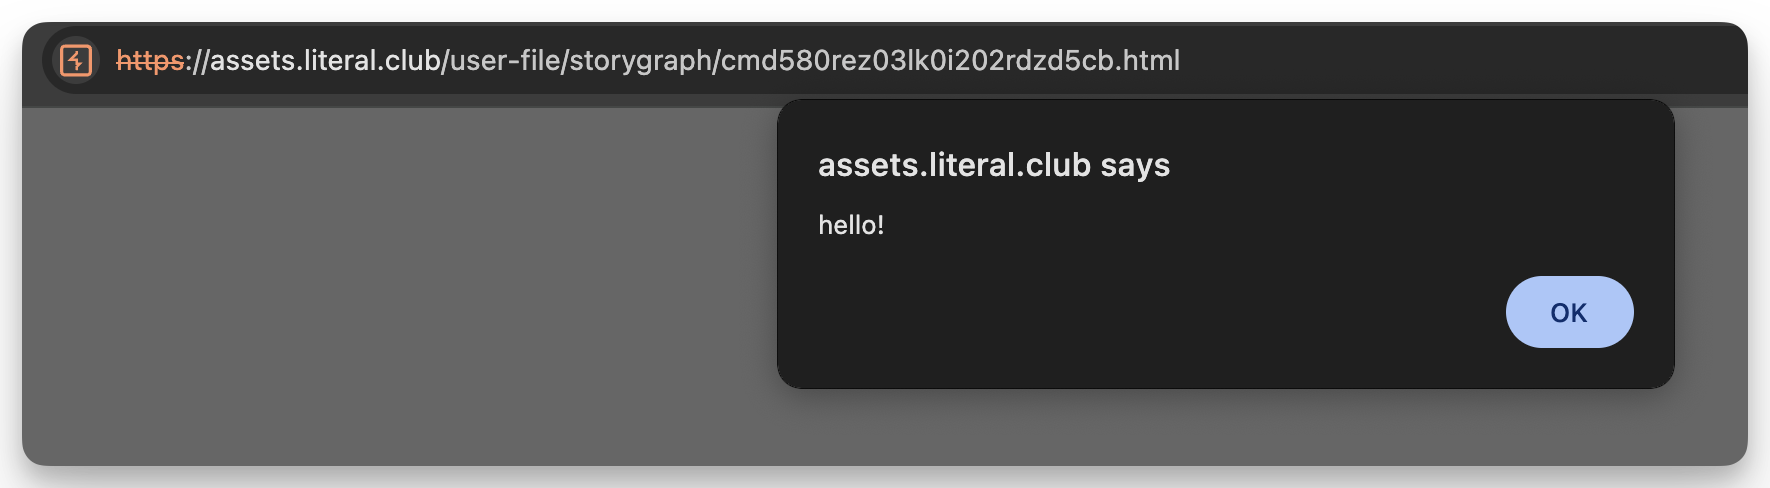 https://assets.literal.club/user-file/storygraph/cmd580rez03lk0i202rdzd5cb.html
assets.literal.club says
hello!
OK